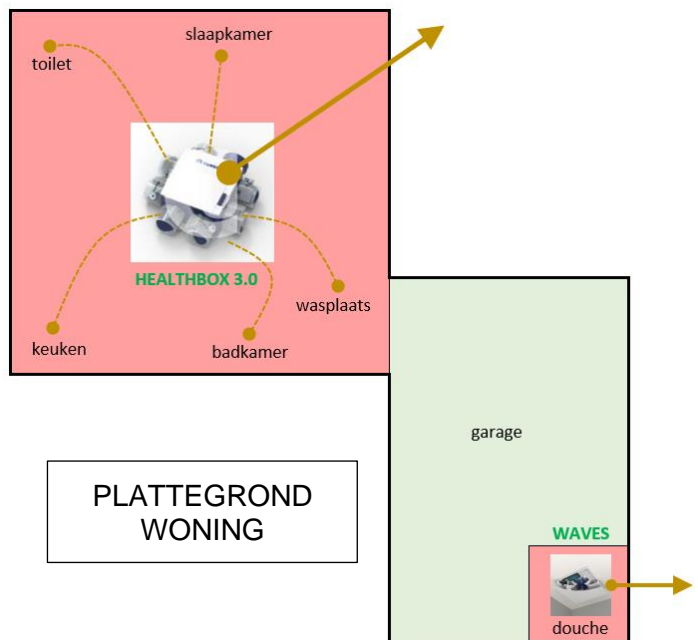 slaapkamer
toilet
HEALTHBOX 3.0
wasplaats
keuken
badkamer
garage
PLATTEGROND
WONING
WAVES
douche